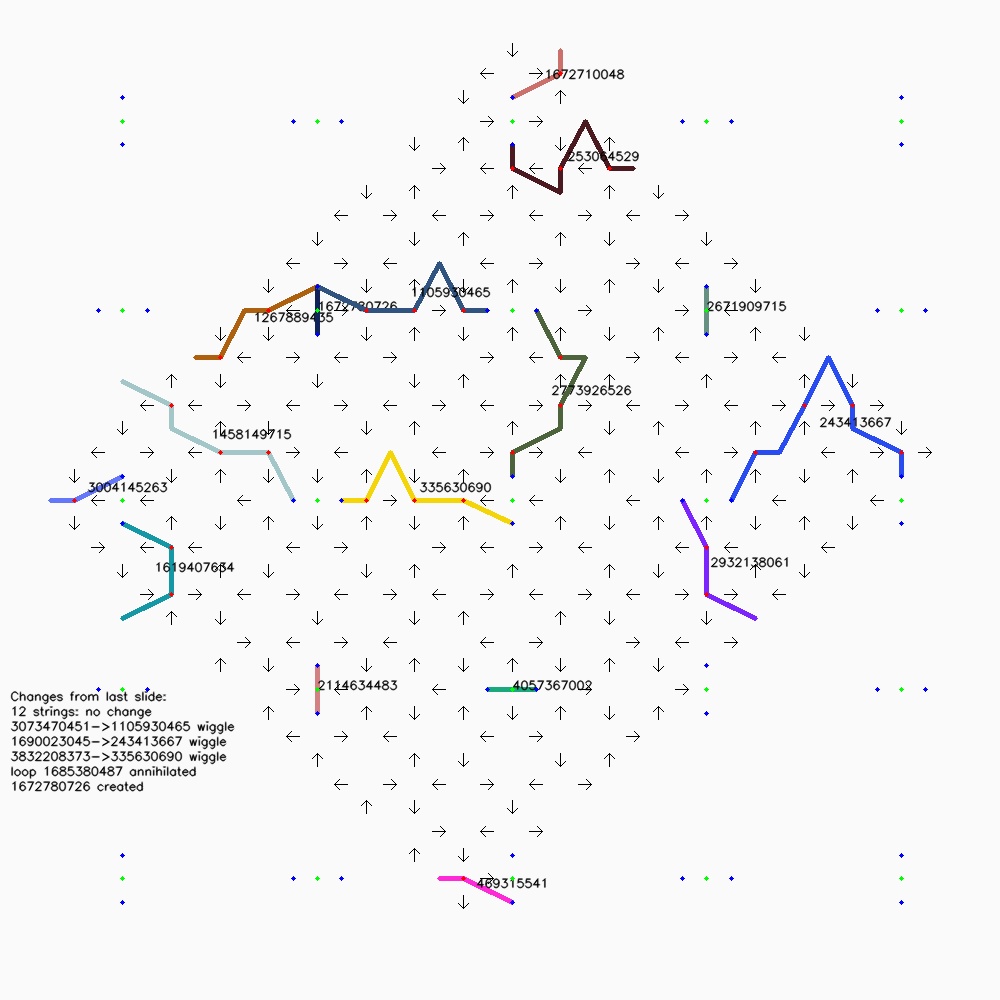 1672710048
253064529
1105930465
1672780726
2671909715
1267889435
2773926526
243413667
1458149715
3004145263
335630690
2932138061
1619407634
2114634483
4057367002
Changes from last slide:
12 strings: no change
3073470451->1105930465 wiggle
1690023045->243413667 wiggle
3832208373->335630690 wiggle
loop 1685380487 annihilated
1672780726 created
469315541